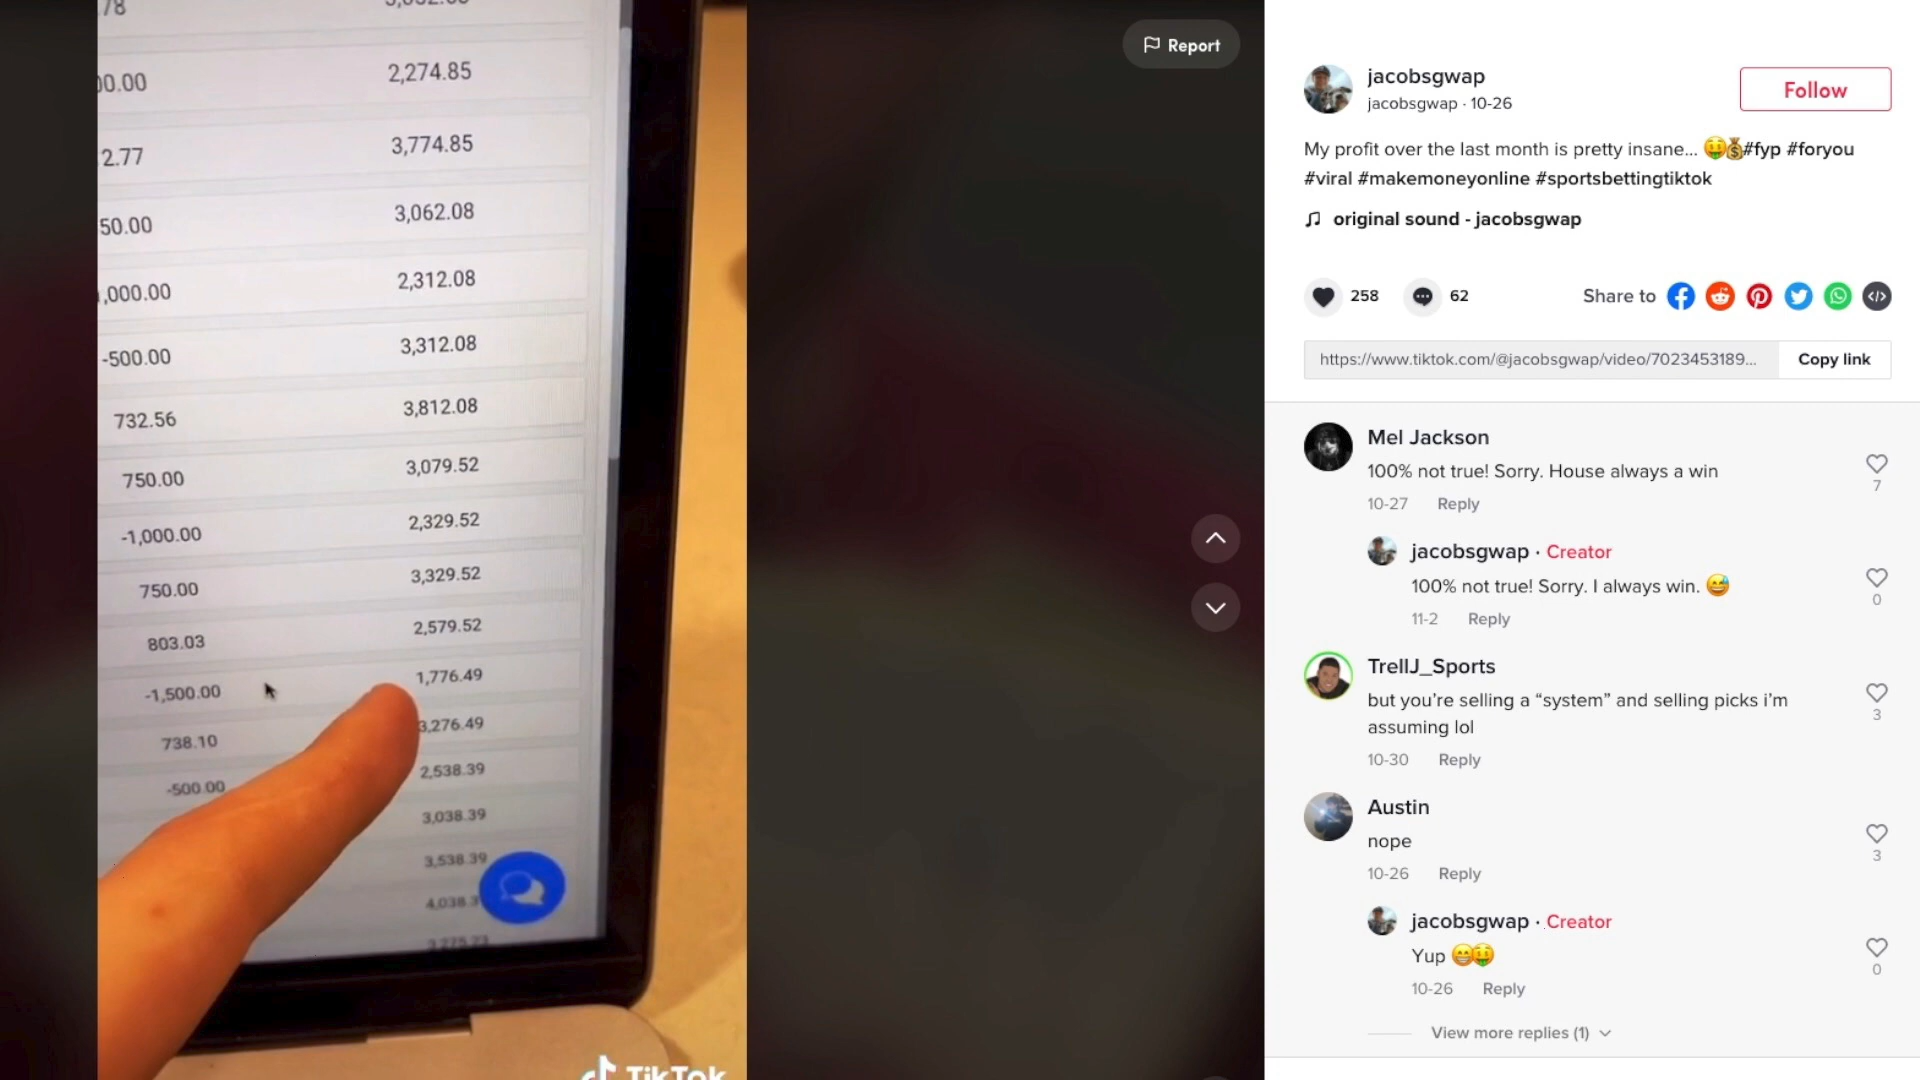 2,274.85
2.77
3,774.85
50.00
3,062.08
,000.00
2,312.08
-500.00
3,312.08
732.56
3,812.08
750.00
3,079.52
-1,000.00
2,329.52
750.00
3,329.52
803.03
2,579.52
-1,500.00
1,776.49
738.10
3,276.49
-500.00
2,538.39
3,038.39
3,538.39
TikTok
Report
jacobsgwap
jacobsgwap · 10-26
Follow
My profit over the last month is pretty insane... 🤑💰#fyp #foryou
#viral #makemoneyonline #sportsbettingtiktok
original sound - jacobsgwap
258
62
Share to
https://www.tiktok.com/@jacobsgwap/video/7023453189...
Copy link
Mel Jackson
100% not true! Sorry. House always a win
7
10-27 Reply
jacobsgwap · Creator
100% not true! Sorry. I always win. 😅
0
11-2 Reply
TrellJ_Sports
but you’re selling a “system” and selling picks i’m
assuming lol
3
10-30 Reply
Austin
nope
3
10-26 Reply
jacobsgwap · Creator
Yup 😁🤑
0
10-26 Reply
View more replies (1)